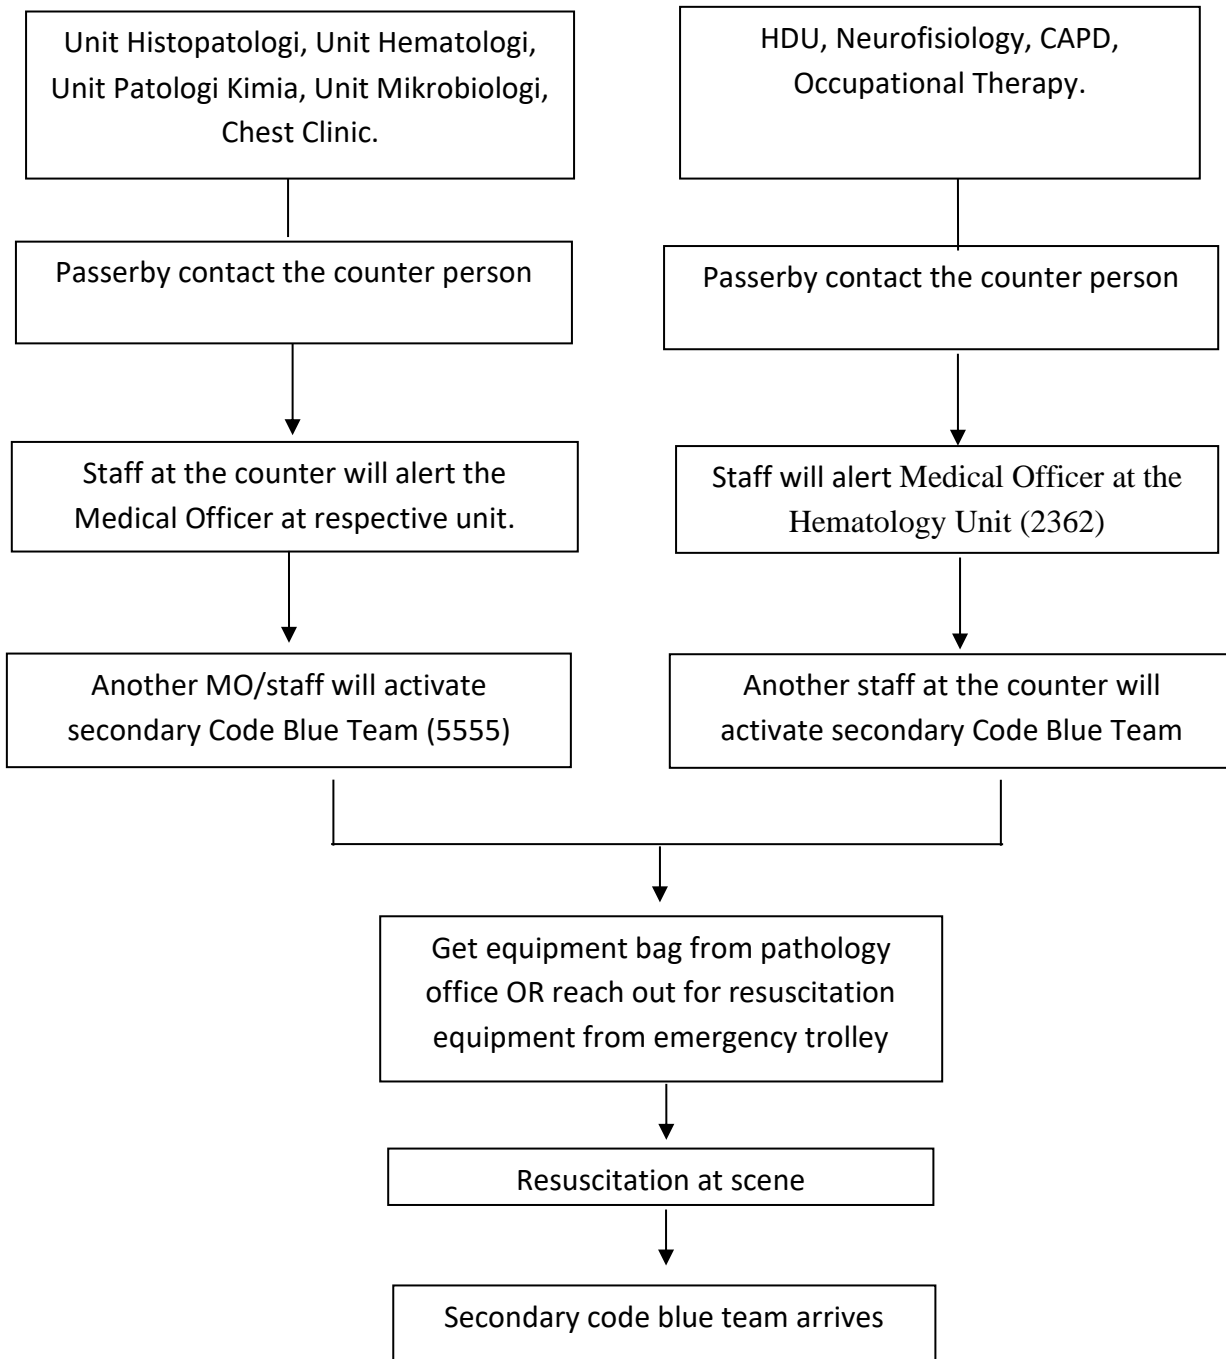 Unit Histopatologi, Unit Hematologi,
Unit Patologi Kimia, Unit Mikrobiologi,
Chest Clinic.
HDU, Neurofisiology, CAPD,
Occupational Therapy.
Passerby contact the counter person
Passerby contact the counter person
Staff at the counter will alert the
Medical Officer at respective unit.
Staff will alert Medical Officer at the
Hematology Unit (2362)
Another MO/staff will activate
secondary Code Blue Team (5555)
Another staff at the counter will
activate secondary Code Blue Team
Get equipment bag from pathology
office OR reach out for resuscitation
equipment from emergency trolley
Resuscitation at scene
Secondary code blue team arrives